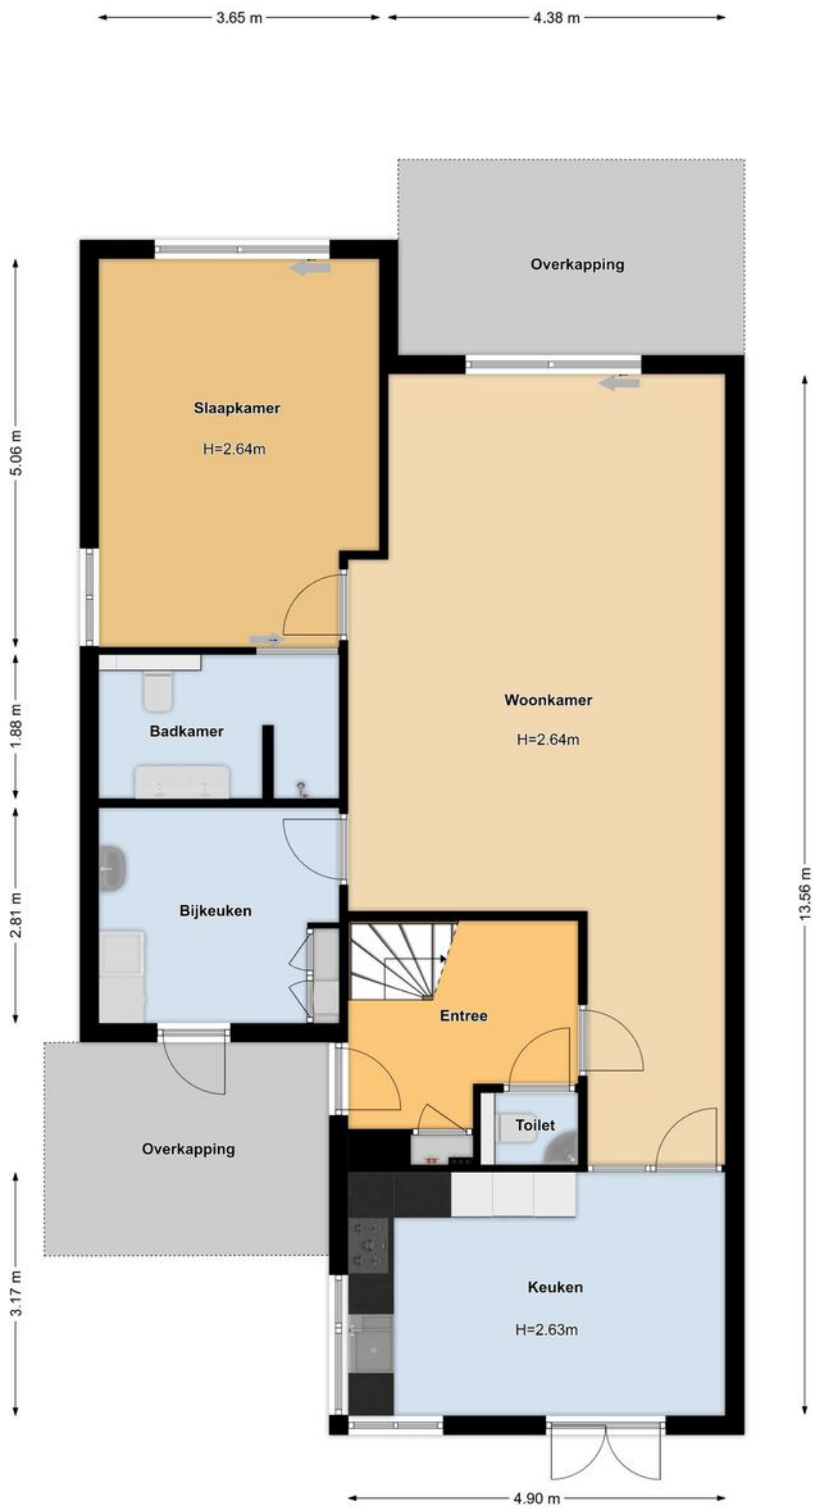 3.65 m
4.38 m
Overkapping
Slaapkamer
H=2.64m
5.06 m
Woonkamer
H=2.64m
Badkamer
1.88 m
13.56 m
Bijkeuken
2.81 m
Entree
Toilet
Overkapping
3.17 m
Keuken
H=2.63m
4.90 m